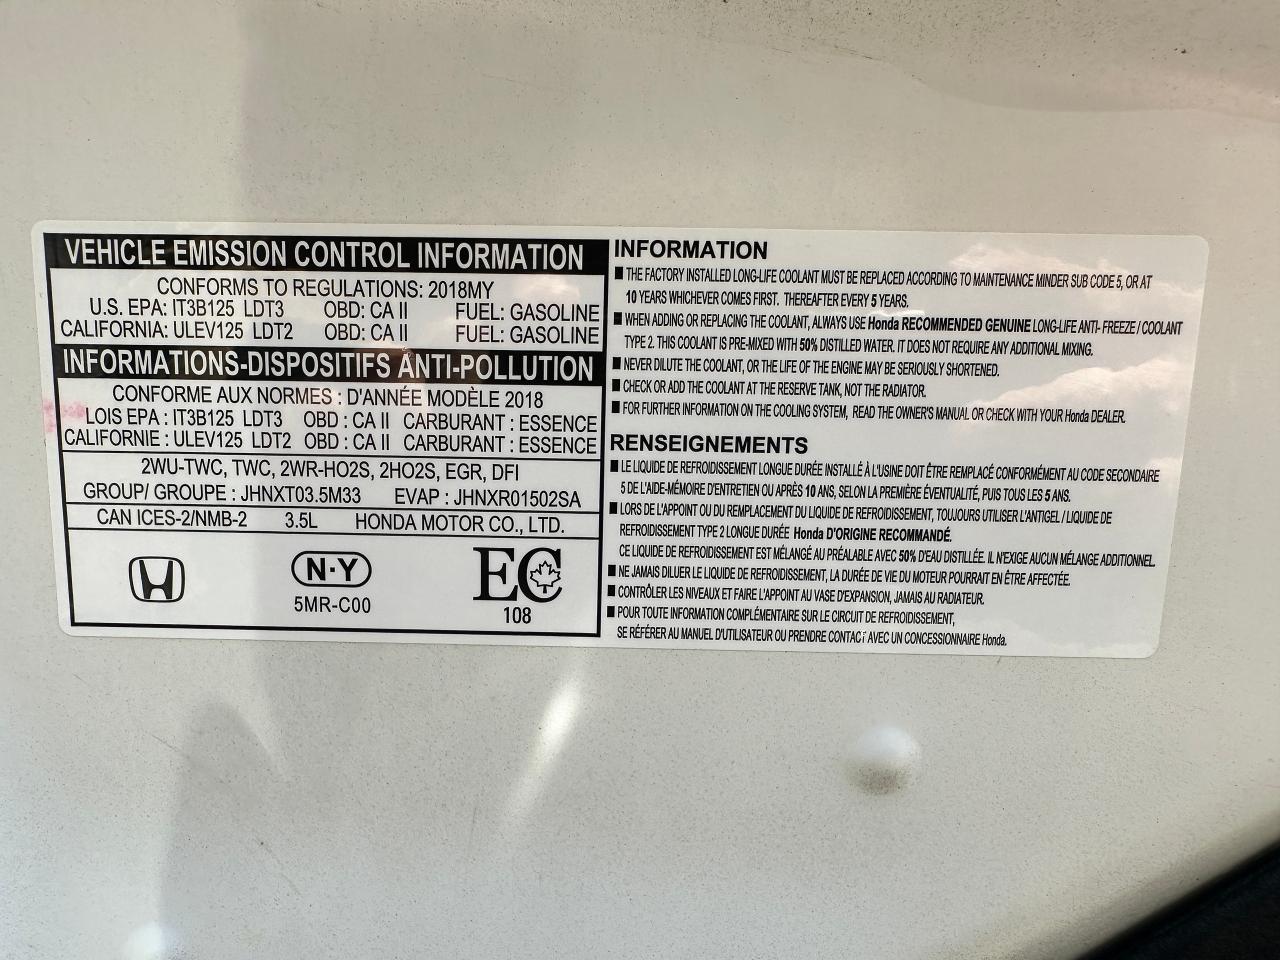 VEHICLE EMISSION CONTROL INFORMATION
CONFORMS TO REGULATIONS: 2018MY
U.S. EPA: IT3B125 LDT3 OBD: CA II FUEL: GASOLINE
CALIFORNIA: ULEV125 LDT2 OBD: CA II FUEL: GASOLINE
INFORMATIONS-DISPOSITIFS ANTI-POLLUTION
CONFORME AUX NORMES : D'ANNÉE MODÈLE 2018
LOIS EPA : IT3B125 LDT3 OBD : CA II CARBURANT : ESSENCE
CALIFORNIE : ULEV125 LDT2 OBD : CA II CARBURANT : ESSENCE
2WU-TWC, TWC, 2WR-HO2S, 2HO2S, EGR, DFI
GROUP/ GROUPE : JHNXT03.5M33 EVAP : JHNXR01502SA
CAN ICES-2/NMB-2 3.5L HONDA MOTOR CO., LTD.
N·Y
5MR-C00
EC
108
INFORMATION
■ THE FACTORY INSTALLED LONG-LIFE COOLANT MUST BE REPLACED ACCORDING TO MAINTENANCE MINDER SUB CODE 5, OR AT
10 YEARS WHICHEVER COMES FIRST. THEREAFTER EVERY 5 YEARS.
■ WHEN ADDING OR REPLACING THE COOLANT, ALWAYS USE Honda RECOMMENDED GENUINE LONG-LIFE ANTI- FREEZE / COOLANT
TYPE 2. THIS COOLANT IS PRE-MIXED WITH 50% DISTILLED WATER. IT DOES NOT REQUIRE ANY ADDITIONAL MIXING.
■ NEVER DILUTE THE COOLANT, OR THE LIFE OF THE ENGINE MAY BE SERIOUSLY SHORTENED.
■ CHECK OR ADD THE COOLANT AT THE RESERVE TANK, NOT THE RADIATOR.
■ FOR FURTHER INFORMATION ON THE COOLING SYSTEM, READ THE OWNER'S MANUAL OR CHECK WITH YOUR Honda DEALER.
RENSEIGNEMENTS
■ LE LIQUIDE DE REFROIDISSEMENT LONGUE DURÉE INSTALLÉ À L'USINE DOIT ÊTRE REMPLACÉ CONFORMÉMENT AU CODE SECONDAIRE
5 DE L'AIDE-MÉMOIRE D'ENTRETIEN OU APRÈS 10 ANS, SELON LA PREMIÈRE ÉVENTUALITÉ, PUIS TOUS LES 5 ANS.
■ LORS DE L'APPOINT OU DU REMPLACEMENT DU LIQUIDE DE REFROIDISSEMENT, TOUJOURS UTILISER L'ANTIGEL / LIQUIDE DE
REFROIDISSEMENT TYPE 2 LONGUE DURÉE Honda D'ORIGINE RECOMMANDÉ.
CE LIQUIDE DE REFROIDISSEMENT EST MÉLANGÉ AU PRÉALABLE AVEC 50% D'EAU DISTILLÉE. IL N'EXIGE AUCUN MÉLANGE ADDITIONNEL.
■ NE JAMAIS DILUER LE LIQUIDE DE REFROIDISSEMENT, LA DURÉE DE VIE DU MOTEUR POURRAIT EN ÊTRE AFFECTÉE.
■ CONTRÔLER LES NIVEAUX ET FAIRE L'APPOINT AU VASE D'EXPANSION, JAMAIS AU RADIATEUR.
■ POUR TOUTE INFORMATION COMPLÉMENTAIRE SUR LE CIRCUIT DE REFROIDISSEMENT,
SE RÉFÉRER AU MANUEL D'UTILISATEUR OU PRENDRE CONTACT AVEC UN CONCESSIONNAIRE Honda.